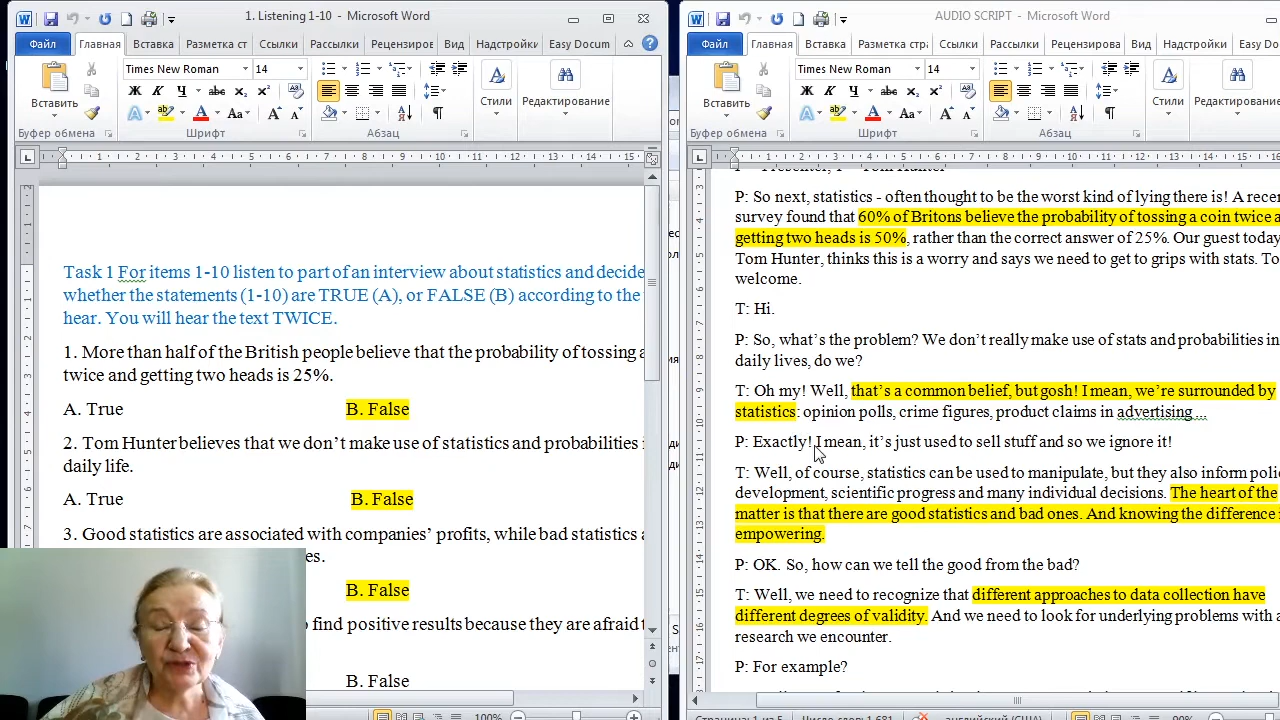 1. Listening 1-10 - Microsoft Word
Файл Главная Вставка Разметка ст Ссылки Рассылки Рецензиров Вид Надстройки Easy Docum
Times New Roman 14
Вставить
Стили
Редактирование
Буфер обмена Шрифт Абзац
Task 1 For items 1-10 listen to part of an interview about statistics and decide
whether the statements (1-10) are TRUE (A), or FALSE (B) according to the
hear. You will hear the text TWICE.
1. More than half of the British people believe that the probability of tossing a
twice and getting two heads is 25%.
A. True B. False
2. Tom Hunter believes that we don't make use of statistics and probabilities i
daily life.
A. True B. False
3. Good statistics are associated with companies' profits, while bad statistics a
es.
B. False
o find positive results because they are afraid t
B. False
100%
AUDIO SCRIPT - Microsoft Word
Файл Главная Вставка Разметка стра Ссылки Рассылки Рецензирова Вид Надстройки Easy Do
Times New Roman 14
Вставить
Стили
Редактирование
Буфер обмена Шрифт Абзац
P: So next, statistics - often thought to be the worst kind of lying there is! A recen
survey found that 60% of Britons believe the probability of tossing a coin twice a
getting two heads is 50%, rather than the correct answer of 25%. Our guest today
Tom Hunter, thinks this is a worry and says we need to get to grips with stats. To
welcome.
T: Hi.
P: So, what's the problem? We don't really make use of stats and probabilities in
daily lives, do we?
T: Oh my! Well, that's a common belief, but gosh! I mean, we're surrounded by
statistics: opinion polls, crime figures, product claims in advertising ...
P: Exactly! I mean, it's just used to sell stuff and so we ignore it!
T: Well, of course, statistics can be used to manipulate, but they also inform polic
development, scientific progress and many individual decisions. The heart of the
matter is that there are good statistics and bad ones. And knowing the difference i
empowering.
P: OK. So, how can we tell the good from the bad?
T: Well, we need to recognize that different approaches to data collection have
different degrees of validity. And we need to look for underlying problems with a
research we encounter.
P: For example?
Страница: 1 из 5 Число слов: 1 681 английский (США) 90%